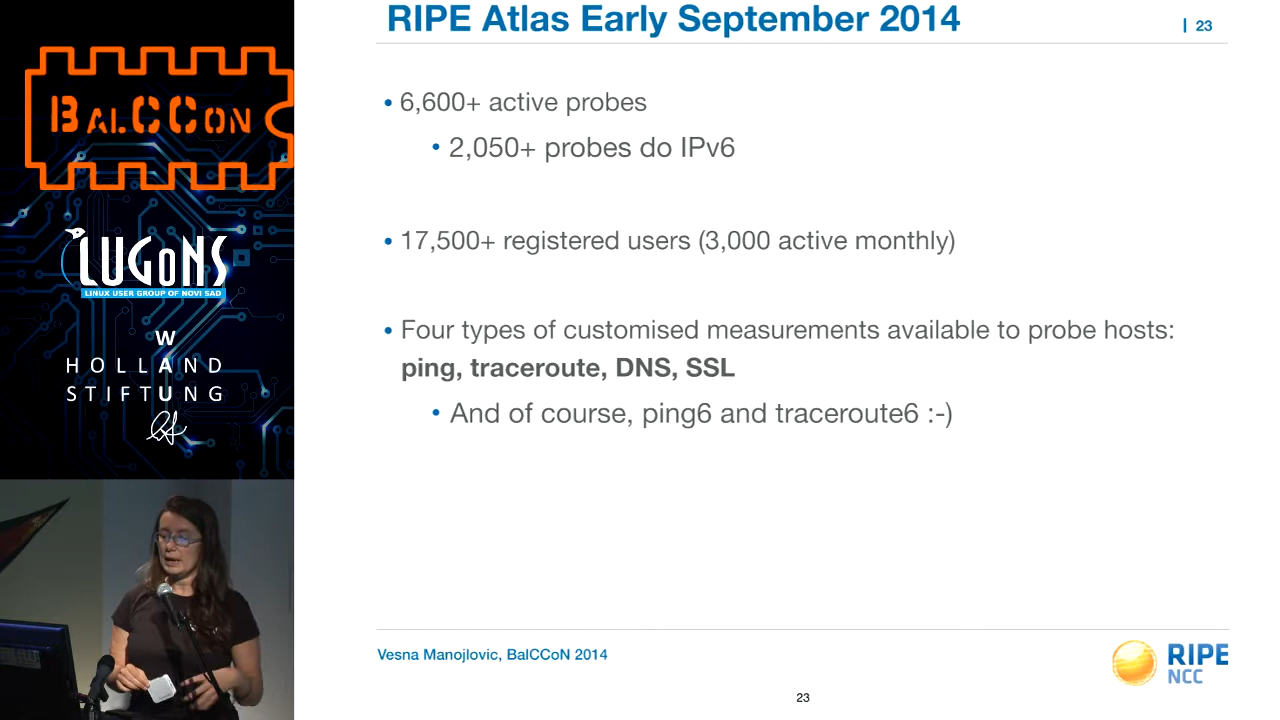 RIPE Atlas Early September 2014
| 23
• 6,600+ active probes
• 2,050+ probes do IPv6
• 17,500+ registered users (3,000 active monthly)
• Four types of customised measurements available to probe hosts:
ping, traceroute, DNS, SSL
• And of course, ping6 and traceroute6 :-)
Vesna Manojlovic, BalCCoN 2014
RIPE
NCC
23
BALCCON
LUGONS
LINUX USER GROUP OF NOVI SAD
W
HOLLAND
STIFTUNG